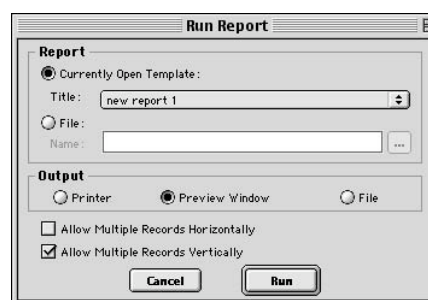 Run Report
Report
Currently Open Template:
Title: new report 1
File:
Name: ...
Output
Printer Preview Window File
Allow Multiple Records Horizontally
Allow Multiple Records Vertically
Cancel Run